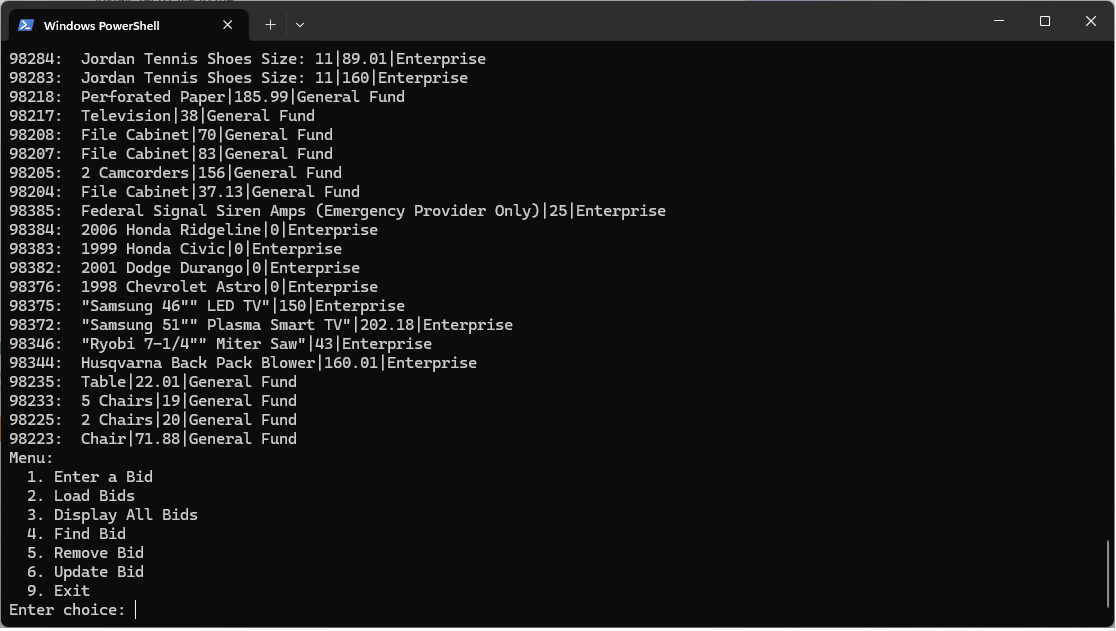 Windows PowerShell
98284:  Jordan Tennis Shoes Size: 11|89.01|Enterprise
98283:  Jordan Tennis Shoes Size: 11|160|Enterprise
98218:  Perforated Paper|185.99|General Fund
98217:  Television|38|General Fund
98208:  File Cabinet|70|General Fund
98207:  File Cabinet|83|General Fund
98205:  2 Camcorders|156|General Fund
98204:  File Cabinet|37.13|General Fund
98385:  Federal Signal Siren Amps (Emergency Provider Only)|25|Enterprise
98384:  2006 Honda Ridgeline|0|Enterprise
98383:  1999 Honda Civic|0|Enterprise
98382:  2001 Dodge Durango|0|Enterprise
98376:  1998 Chevrolet Astro|0|Enterprise
98375:  "Samsung 46"" LED TV"|150|Enterprise
98372:  "Samsung 51"" Plasma Smart TV"|202.18|Enterprise
98346:  "Ryobi 7-1/4"" Miter Saw"|43|Enterprise
98344:  Husqvarna Back Pack Blower|160.01|Enterprise
98235:  Table|22.01|General Fund
98233:  5 Chairs|19|General Fund
98225:  2 Chairs|20|General Fund
98223:  Chair|71.88|General Fund
Menu:
  1. Enter a Bid
  2. Load Bids
  3. Display All Bids
  4. Find Bid
  5. Remove Bid
  6. Update Bid
  9. Exit
Enter choice: